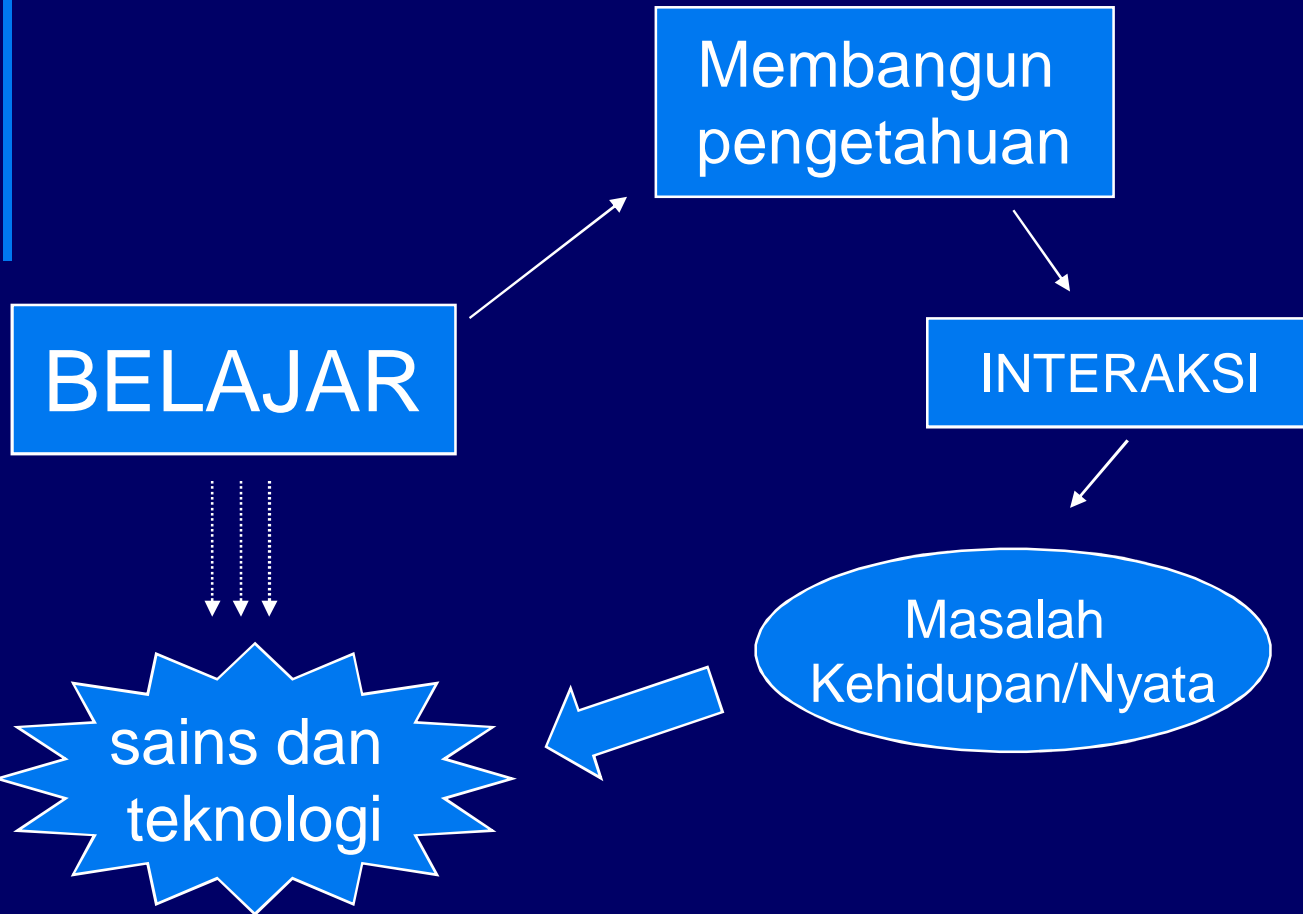 Membangun
pengetahuan
BELAJAR
INTERAKSI
Masalah
Kehidupan/Nyata
sains dan
teknologi